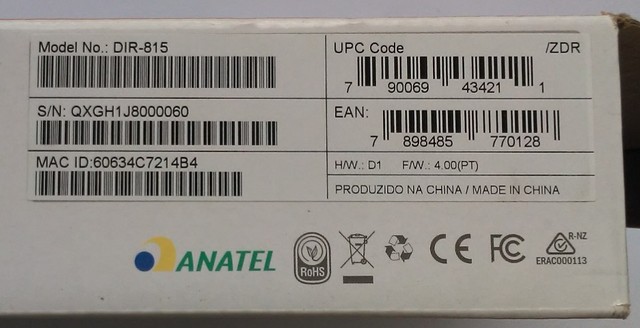 Model No.: DIR-815
S/N: QXGH1J8000060
MAC ID:60634C7214B4
UPC Code /ZDR
7 90069 43421 1
EAN:
7 898485 770128
H/W.: D1 F/W.: 4.00(PT)
PRODUZIDO NA CHINA / MADE IN CHINA
ANATEL
RoHS
CE
FC
R-NZ
ERAC000113